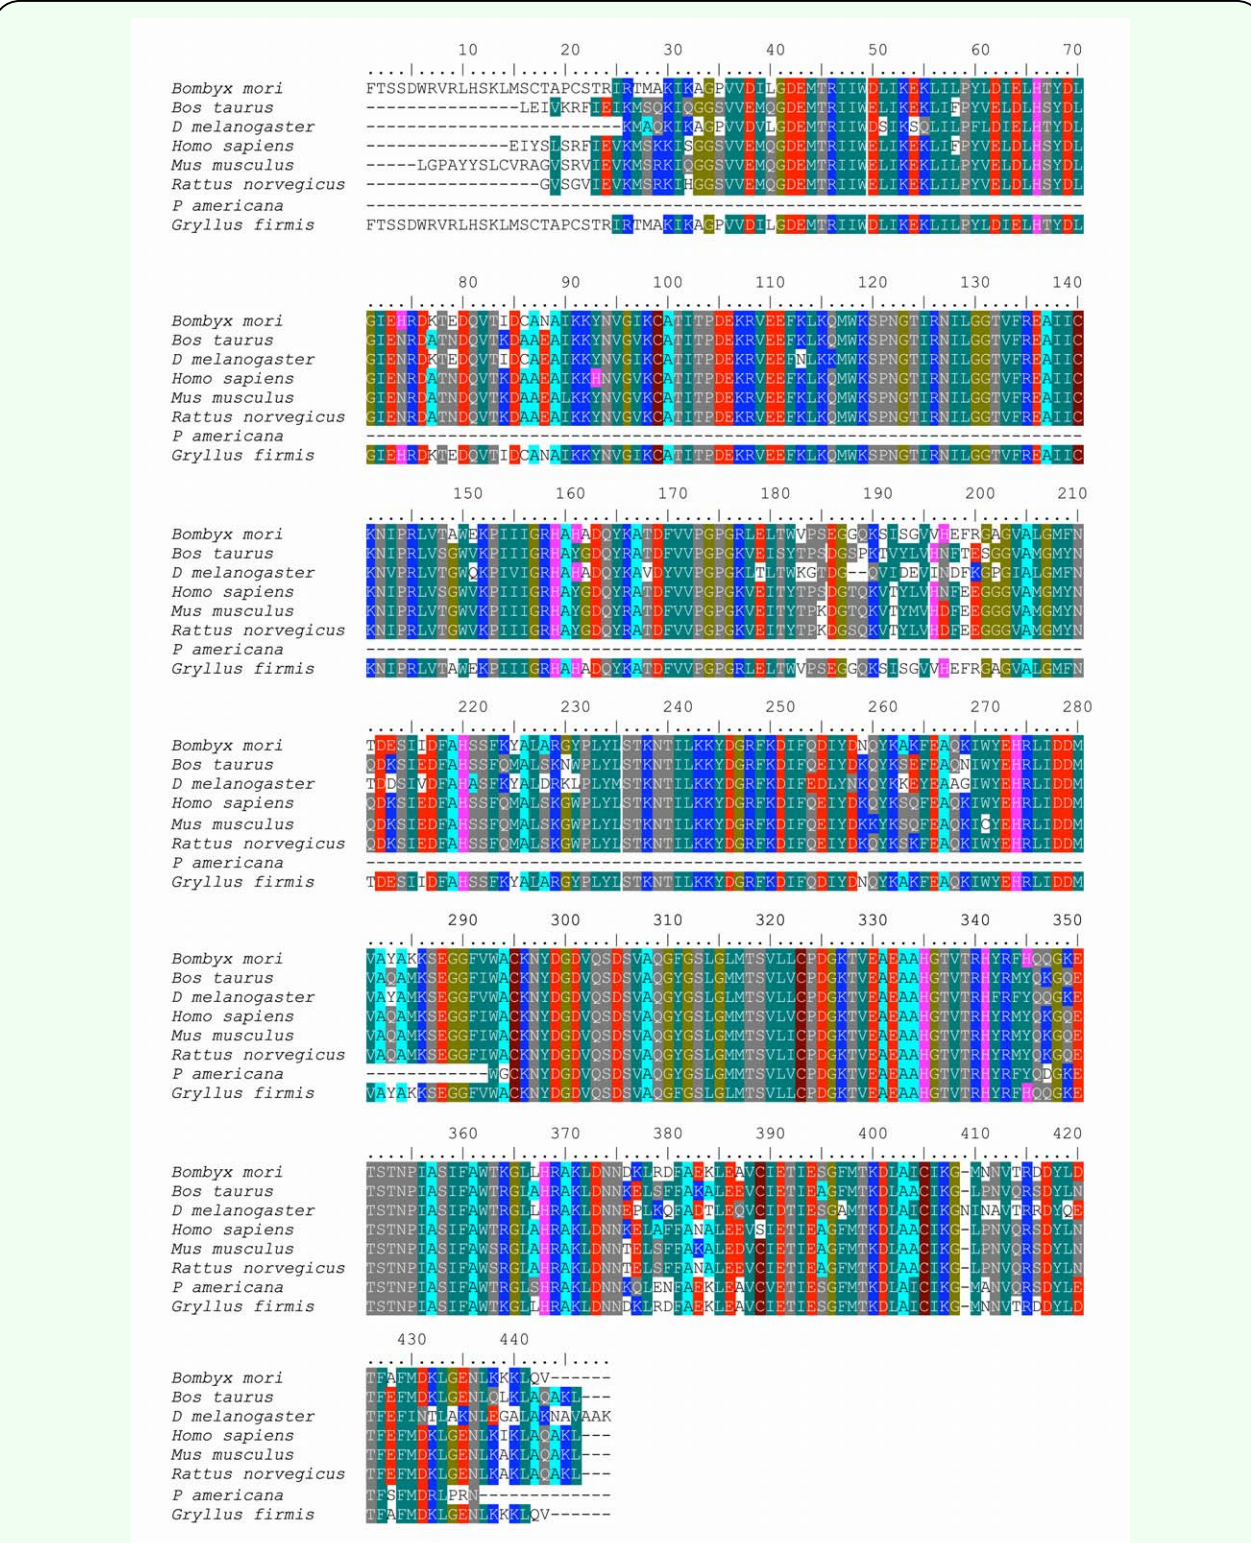 10 20 30 40 50 60 70
Bombyx mori FTSSDWRVRLHSKLMSCTAPCSTRIRTMAKIKAGPVVDILGDEMTRIIWDLIKEKLILPYLDIELHTYDL
Bos taurus ---------------LEIVKRFIEIKMSQKIQGGSVVEMQGDEMTRIIWELIKEKLIFPYVELDLHSYDL
D melanogaster -------------------------KMAQKIKAGPVVDVLGDEMTRIIWDSIKSQLILPFLDIELHTYDL
Homo sapiens --------------EIYSLSRFIEVKMSKKISGGSVVEMQGDEMTRIIWELIKEKLIFPYVELDLHSYDL
Mus musculus -----LGPAYYSLCVRAGVSRVIEVKMSRKIQGGSVVEMQGDEMTRIIWELIKEKLILPYVELDLHSYDL
Rattus norvegicus -----------------GVSGVIEVKMSRKIHGGSVVEMQGDEMTRIIWELIKEKLILPYVELDLHSYDL
P americana ----------------------------------------------------------------------
Gryllus firmis FTSSDWRVRLHSKLMSCTAPCSTRIRTMAKIKAGPVVDILGDEMTRIIWDLIKEKLILPYLDIELHTYDL
80 90 100 110 120 130 140
Bombyx mori GIEHRDKTEDQVTIDCANAIKKYNVGIKCATITPDEKRVEEFKLKQMWKSPNGTIRNILGGTVFREAIIC
Bos taurus GIENRDATNDQVTKDAAEAIKKYNVGVKCATITPDEKRVEEFKLKQMWKSPNGTIRNILGGTVFREAIIC
D melanogaster GIENRDKTEDQVTIDCAEAIKKYNVGVKCATITPDEKRVEEFNLKKMWKSPNGTIRNILGGTVFREAIIC
Homo sapiens GIENRDATNDQVTKDAAEAIKKHNVGVKCATITPDEKRVEEFKLKQMWKSPNGTIRNILGGTVFREAIIC
Mus musculus GIENRDATNDQVTKDAAEALKKYNVGVKCATITPDEKRVEEFKLKQMWKSPNGTIRNILGGTVFREAIIC
Rattus norvegicus GIENRDATNDQVTKDAAEAIKKYNVGVKCATITPDEKRVEEFKLKQMWKSPNGTIRNILGGTVFREAIIC
P americana ----------------------------------------------------------------------
Gryllus firmis GIEHRDKTEDQVTIDCANAIKKYNVGIKCATITPDEKRVEEFKLKQMWKSPNGTIRNILGGTVFREAIIC
150 160 170 180 190 200 210
Bombyx mori KNIPRLVTAWEKPIIIGRHAHADQYKATDFVVPGPGRLELTWVPSEGGQKSISGVVHEFRGAGVALGMFN
Bos taurus KNIPRLVSGWVKPIIIGRHAYGDQYRATDFVVPGPGKVEISYTPSDGSPKTVYLVHNFTESGGVAMGMYN
D melanogaster KNVPRLVTGWQKPIVIGRHAHADQYKAVDYVVPGPGKLTLTWKGTDG--QVIDEVINDFKGPGIALGMFN
Homo sapiens KNIPRLVSGWVKPIIIGRHAYGDQYRATDFVVPGPGKVEITYTPSDGTQKVTYLVHNFEEGGGVAMGMYN
Mus musculus KNIPRLVTGWVKPIIIGRHAYGDQYRATDFVVPGPGKVEITYTPKDGTQKVTYMVHDFEEGGGVAMGMYN
Rattus norvegicus KNIPRLVTGWVKPIIIGRHAYGDQYRATDFVVPGPGKVEITYTPKDGSQKVTYLVHDFEEGGGVAMGMYN
P americana ----------------------------------------------------------------------
Gryllus firmis KNIPRLVTAWEKPIIIGRHAHADQYKATDFVVPGPGRLELTWVPSEGGQKSISGVVHEFRGAGVALGMFN
220 230 240 250 260 270 280
Bombyx mori TDESIIDFAHSSFKYALARGYPLYLSTKNTILKKYDGRFKDIFQDIYDNQYKAKFEAQKIWYEHRLIDDM
Bos taurus QDKSIEDFAHSSFQMALSKNWPLYLSTKNTILKKYDGRFKDIFQEIYDKQYKSEFEAQNIWYEHRLIDDM
D melanogaster TDDSIVDFAHASFKYALDRKLPLYMSTKNTILKKYDGRFKDIFEDLYNKQYKKEYEAAGIWYEHRLIDDM
Homo sapiens QDKSIEDFAHSSFQMALSKGWPLYLSTKNTILKKYDGRFKDIFQEIYDKQYKSQFEAQKIWYEHRLIDDM
Mus musculus QDKSIEDFAHSSFQMALSKGWPLYLSTKNTILKKYDGRFKDIFQEIYDKKYKSQFEAQKICYEHRLIDDM
Rattus norvegicus QDKSIEDFAHSSFQMALSKGWPLYLSTKNTILKKYDGRFKDIFQEIYDKQYKSKFEAQKIWYEHRLIDDM
P americana ----------------------------------------------------------------------
Gryllus firmis TDESIIDFAHSSFKYALARGYPLYLSTKNTILKKYDGRFKDIFQDIYDNQYKAKFEAQKIWYEHRLIDDM
290 300 310 320 330 340 350
Bombyx mori VAYAKKSEGGFVWACKNYDGDVQSDSVAQGFGSLGLMTSVLLCPDGKTVEAEAAHGTVTRHYRFHQQGKE
Bos taurus VAQAMKSEGGFIWACKNYDGDVQSDSVAQGYGSLGMMTSVLVCPDGKTVEAEAAHGTVTRHYRMYQKGQE
D melanogaster VAYAMKSEGGFVWACKNYDGDVQSDSVAQGYGSLGLMTSVLLCPDGKTVEAEAAHGTVTRHFRFYQQGKE
Homo sapiens VAQAMKSEGGFIWACKNYDGDVQSDSVAQGYGSLGMMTSVLVCPDGKTVEAEAAHGTVTRHYRMYQKGQE
Mus musculus VAQAMKSEGGFIWACKNYDGDVQSDSVAQGYGSLGMMTSVLICPDGKTVEAEAAHGTVTRHYRMYQKGQE
Rattus norvegicus VAQAMKSEGGFIWACKNYDGDVQSDSVAQGYGSLGMMTSVLICPDGKTVEAEAAHGTVTRHYRMYQKGQE
P americana ------------WGCKNYDGDVQSDSVAQGYGSLGLMTSVLLCPDGKTVEAEAAHGTVTRHYRFYQDGKE
Gryllus firmis VAYAKKSEGGFVWACKNYDGDVQSDSVAQGFGSLGLMTSVLLCPDGKTVEAEAAHGTVTRHYRFHQQGKE
360 370 380 390 400 410 420
Bombyx mori TSTNPIASIFAWTKGLLHRAKLDNNDKLRDFAEKLEAVCIETIESGFMTKDLAICIKG-MNNVTRDDYLD
Bos taurus TSTNPIASIFAWTRGLAHRAKLDNNKELSFFAKALEEVCIETIEAGFMTKDLAACIKG-LPNVQRSDYLN
D melanogaster TSTNPIASIFAWTRGLLHRAKLDNNEPLKQFADTLEQVCIDTIESGAMTKDLAICIKGNINAVTRRDYQE
Homo sapiens TSTNPIASIFAWTRGLAHRAKLDNNKELAFFANALEEVSIETIEAGFMTKDLAACIKG-LPNVQRSDYLN
Mus musculus TSTNPIASIFAWSRGLAHRAKLDNNTELSFFAKALEDVCIETIEAGFMTKDLAACIKG-LPNVQRSDYLN
Rattus norvegicus TSTNPIASIFAWSRGLAHRAKLDNNTELSFFANALEEVCIETIEAGFMTKDLAACIKG-LPNVQRSDYLN
P americana TSTNPIASIFAWTRGLSHRAKLDNNKQLENFAEKLEAVCVETIESGFMTKDLAICIKG-MANVQRSDYLE
Gryllus firmis TSTNPIASIFAWTKGLLHRAKLDNNDKLRDFAEKLEAVCIETIESGFMTKDLAICIKG-MNNVTRDDYLD
430 440
Bombyx mori TFAFMDKLGENLKKKLQV------
Bos taurus TFEFMDKLGENLQLKLAQAKL---
D melanogaster TFEFINTLAKNLEGALAKNAVAAK
Homo sapiens TFEFMDKLGENLKIKLAQAKL---
Mus musculus TFEFMDKLGENLKAKLAQAKL---
Rattus norvegicus TFEFMDKLGENLKAKLAQAKL---
P americana TFSFMDRLPRN-------------
Gryllus firmis TFAFMDKLGENLKKKLQV------